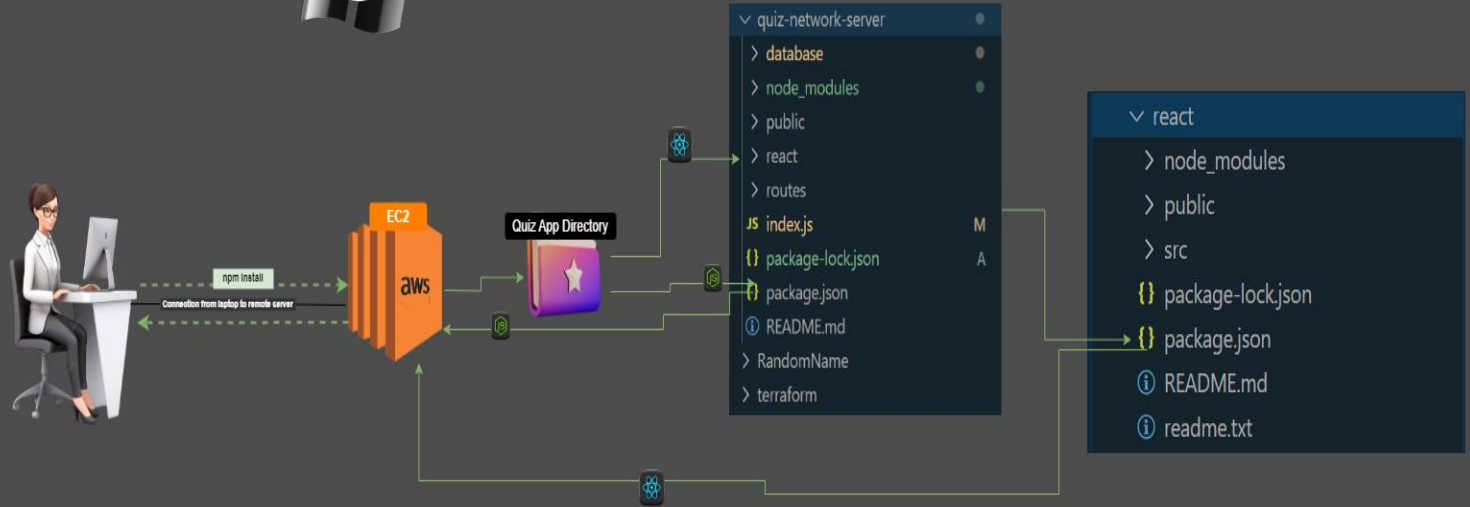 npm install
Connection from laptop to remote server
EC2
aws
Quiz App Directory
JS
JS
quiz-network-server
database
node_modules
public
react
routes
JS index.js M
{} package-lock.json A
{} package.json
README.md
RandomName
terraform
react
node_modules
public
src
{} package-lock.json
{} package.json
README.md
readme.txt